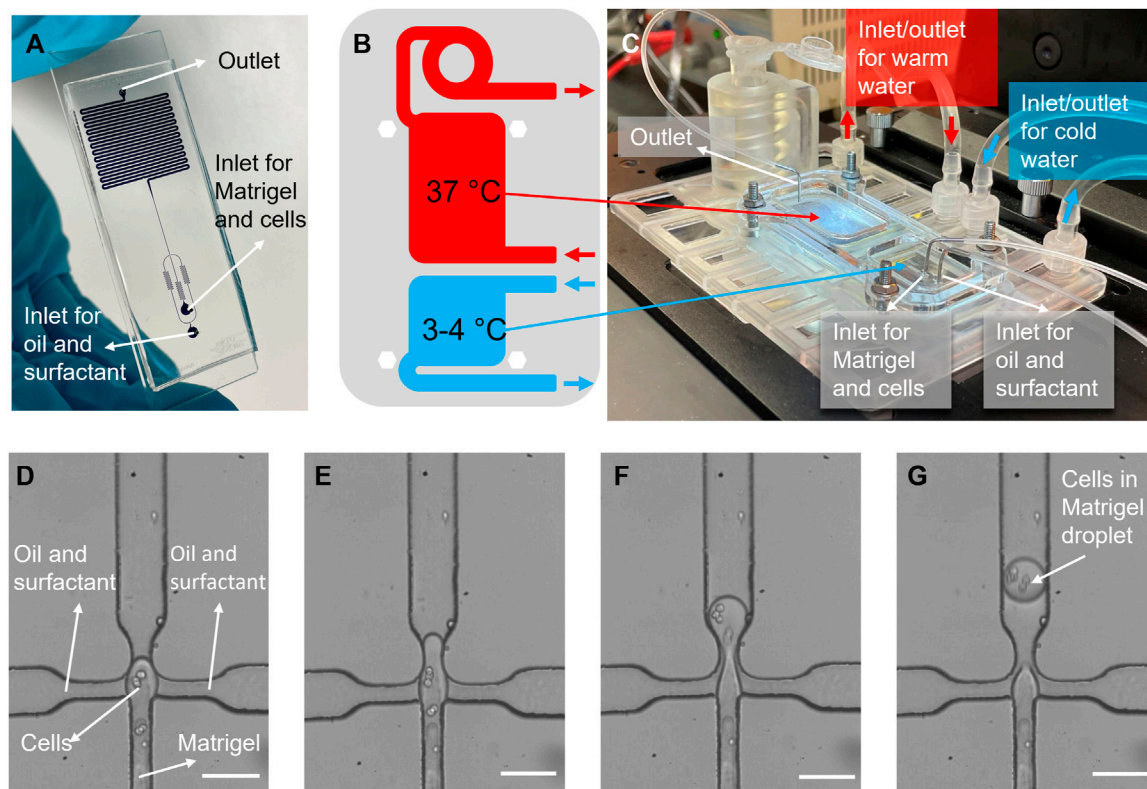 A
Outlet
Inlet for
Matrigel
and cells
Inlet for
oil and
surfactant
B
37 °C
3-4 °C
C
Inlet/outlet
for warm
water
Inlet/outlet
for cold
water
Outlet
Inlet for
Matrigel
and cells
Inlet for
oil and
surfactant
D
Oil and
surfactant
Oil and
surfactant
Cells
Matrigel
E
F
G
Cells in
Matrigel
droplet